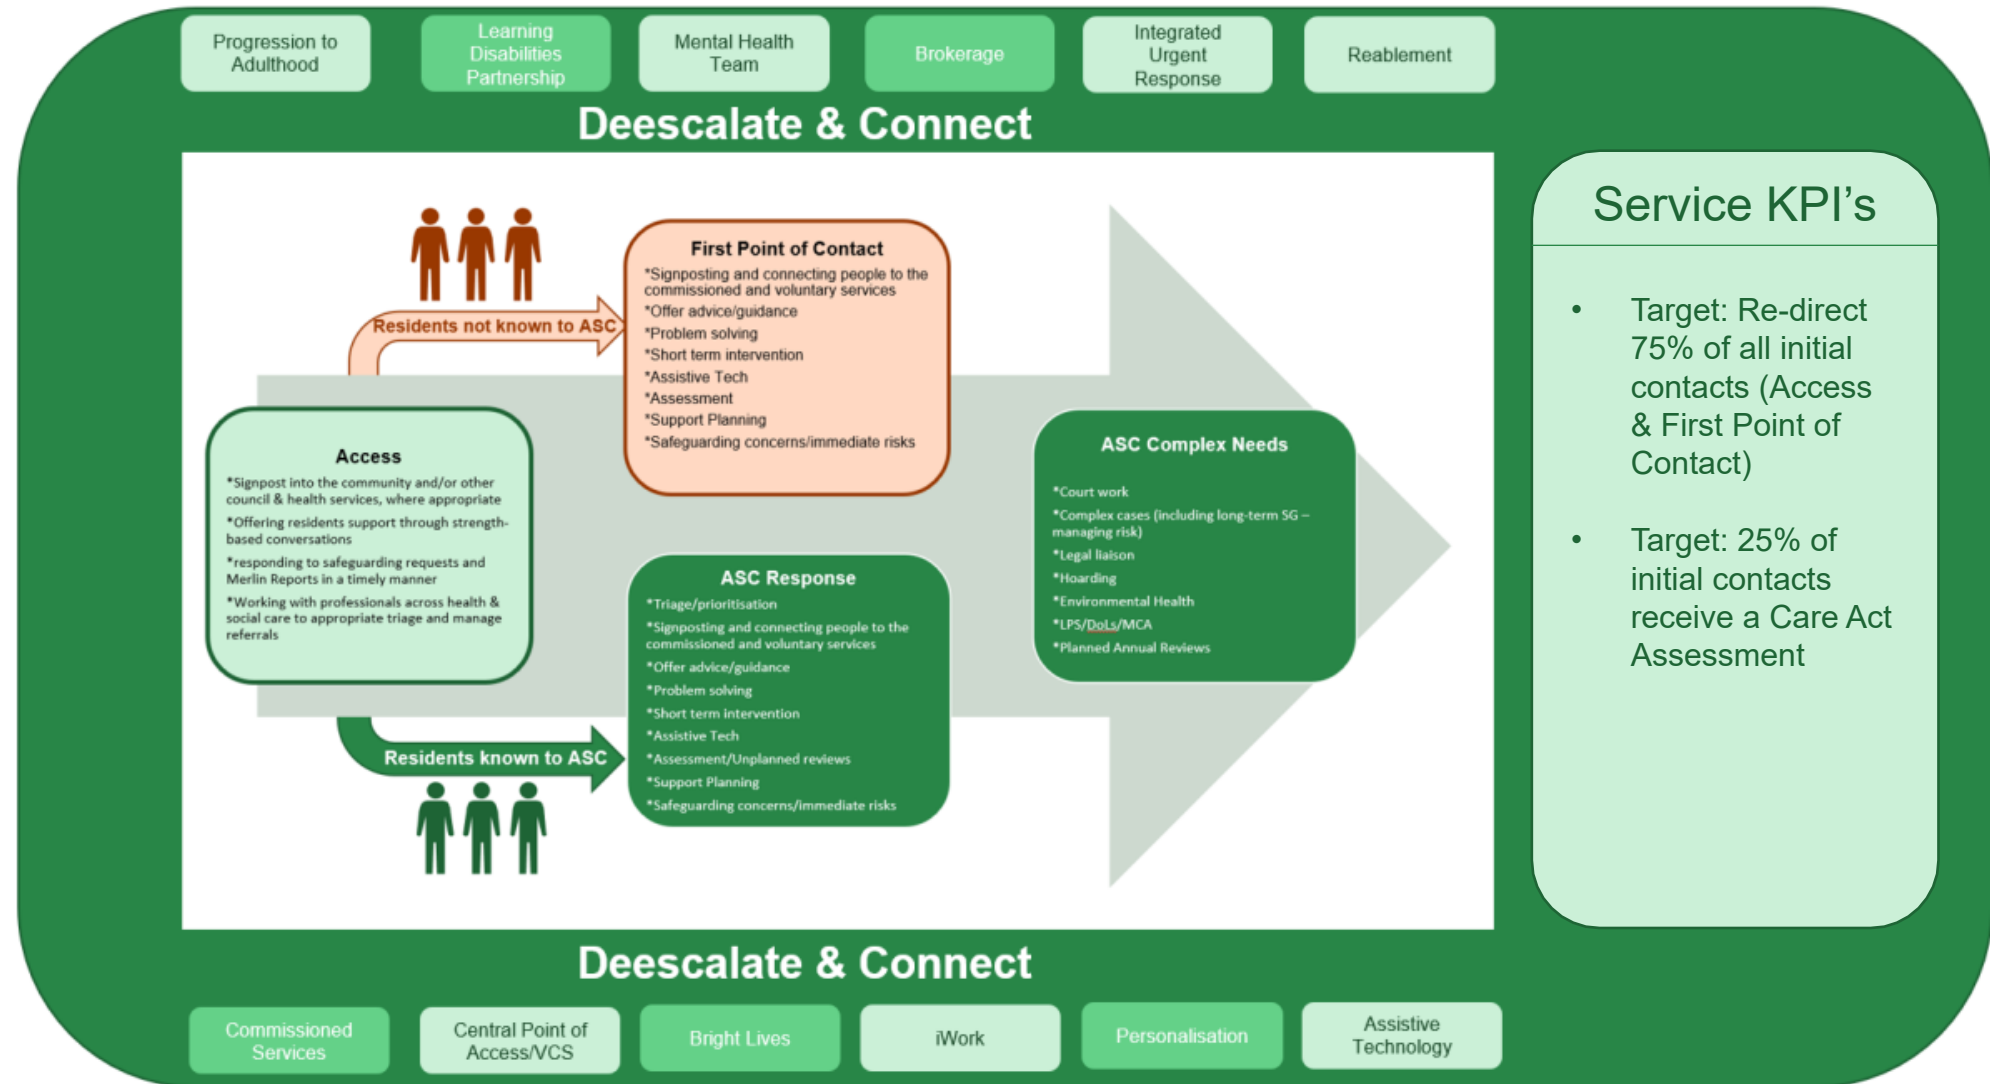 Progression to
Adulthood
Learning
Disabilities
Partnership
Mental Health
Team
Brokerage
Integrated
Urgent
Response
Reablement
Deescalate & Connect
Residents not known to ASC
First Point of Contact
*Signposting and connecting people to the
commissioned and voluntary services
*Offer advice/guidance
*Problem solving
*Short term intervention
*Assistive Tech
*Assessment
*Support Planning
*Safeguarding concerns/immediate risks
Access
*Signpost into the community and/or other
council & health services, where appropriate
*Offering residents support through strength-
based conversations
*responding to safeguarding requests and
Merlin Reports in a timely manner
*Working with professionals across health &
social care to appropriate triage and manage
referrals
Residents known to ASC
ASC Response
*Triage/prioritisation
*Signposting and connecting people to the
commissioned and voluntary services
*Offer advice/guidance
*Problem solving
*Short term intervention
*Assistive Tech
*Assessment/Unplanned reviews
*Support Planning
*Safeguarding concerns/immediate risks
ASC Complex Needs
*Court work
*Complex cases (including long-term SG –
managing risk)
*Legal liaison
*Hoarding
*Environmental Health
*LPS/DoLs/MCA
*Planned Annual Reviews
Service KPI's
• Target: Re-direct
75% of all initial
contacts (Access
& First Point of
Contact)
• Target: 25% of
initial contacts
receive a Care Act
Assessment
Deescalate & Connect
Commissioned
Services
Central Point of
Access/VCS
Bright Lives
iWork
Personalisation
Assistive
Technology